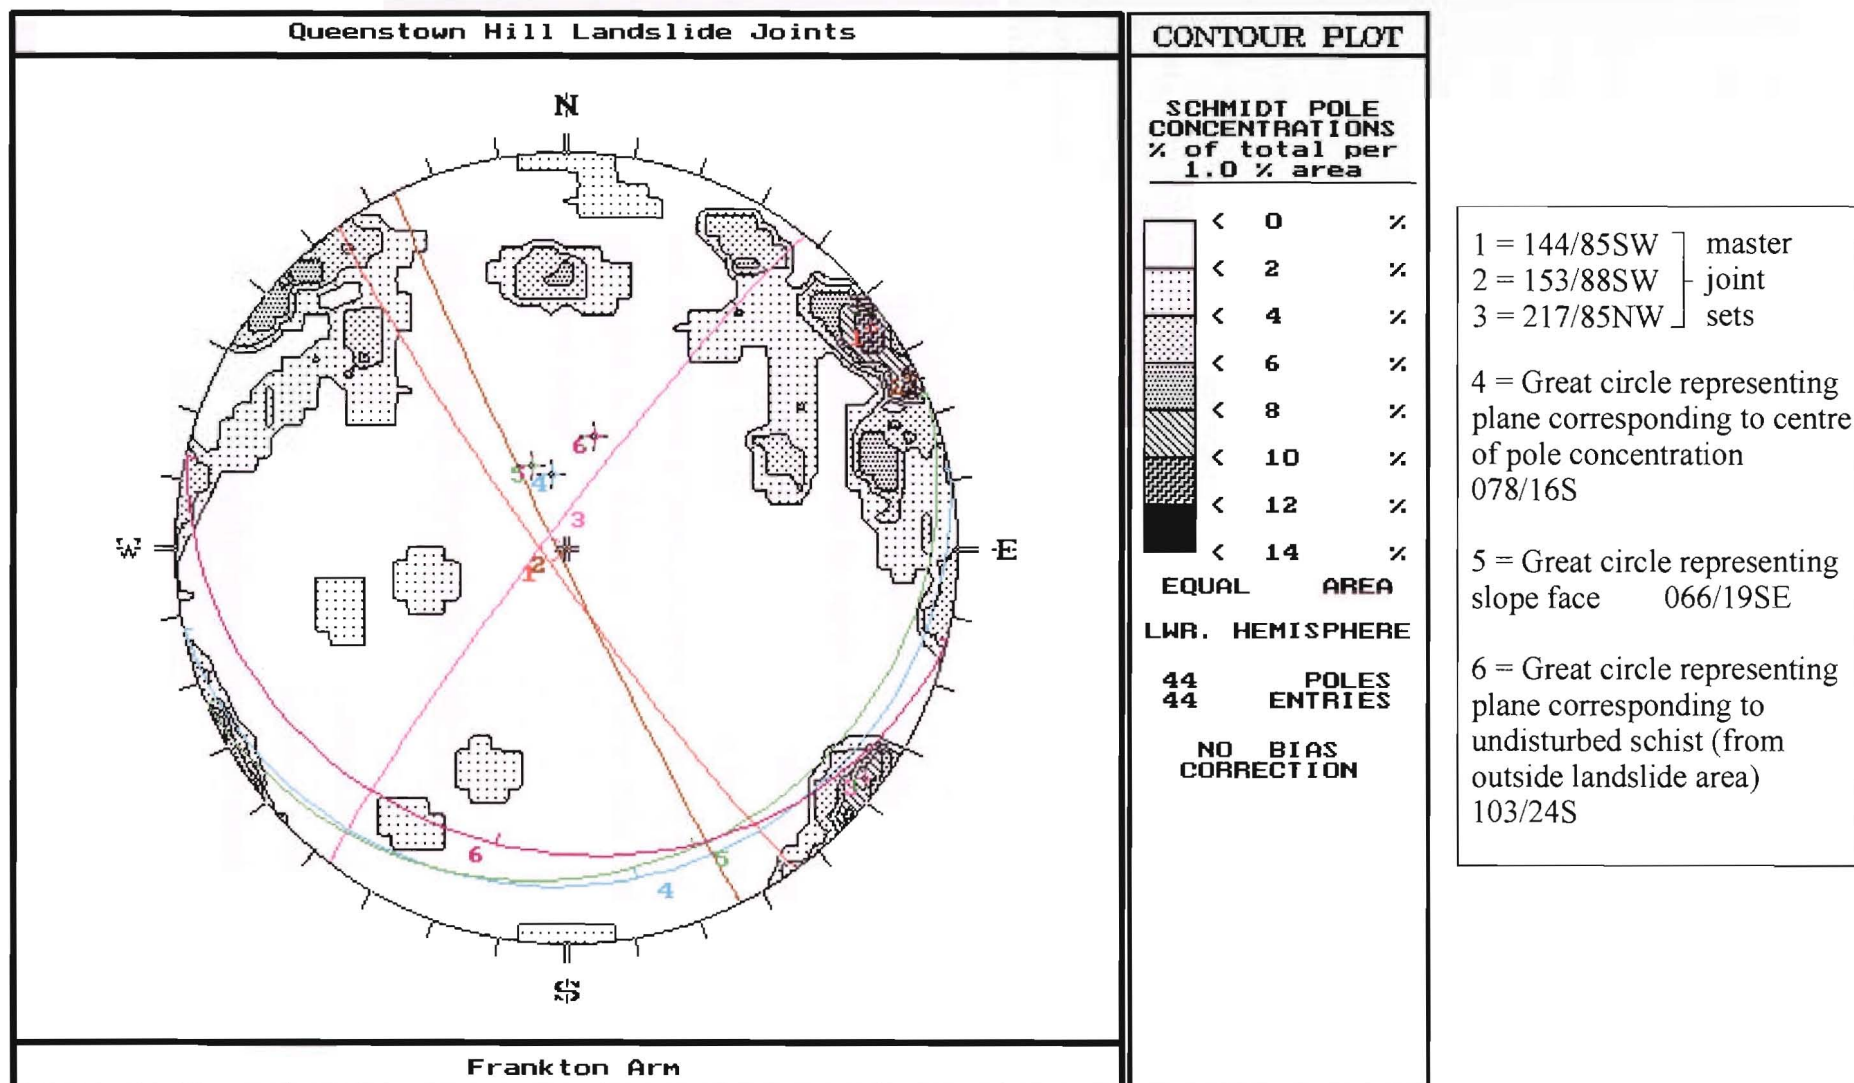 Queenstown Hill Landslide Joints
N
W
E
S
1
2
3
4
5
6
1
2
4
5
6
Frankton Arm
CONTOUR PLOT
SCHMIDT POLE
CONCENTRATIONS
% of total per
1.0 % area
< 0 %
< 2 %
< 4 %
< 6 %
< 8 %
< 10 %
< 12 %
< 14 %
EQUAL AREA
LWR. HEMISPHERE
44 POLES
44 ENTRIES
NO BIAS
CORRECTION
1 = 144/85SW master
2 = 153/88SW joint
3 = 217/85NW sets
4 = Great circle representing
plane corresponding to centre
of pole concentration
078/16S
5 = Great circle representing
slope face 066/19SE
6 = Great circle representing
plane corresponding to
undisturbed schist (from
outside landslide area)
103/24S